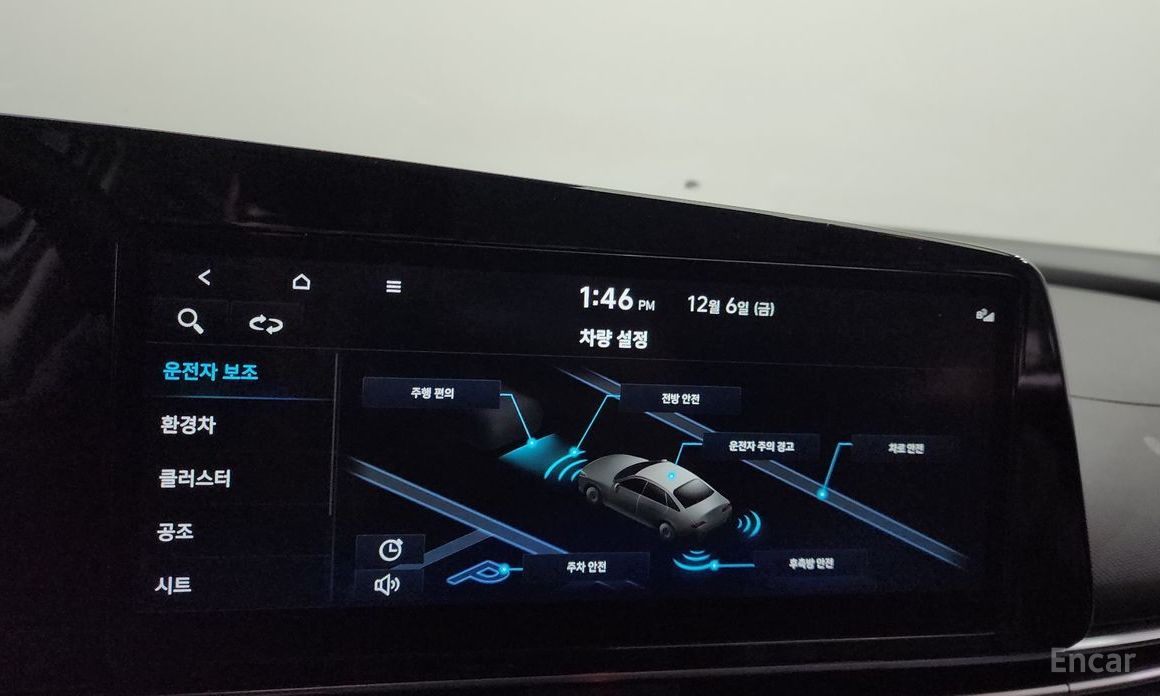 1:46 PM 12월 6일 (금)
차량 설정
운전자 보조
환경차
클러스터
공조
시트
주행 편의
전방 안전
운전자 주의 경고
차로 안전
주차 안전
후측방 안전
Encar